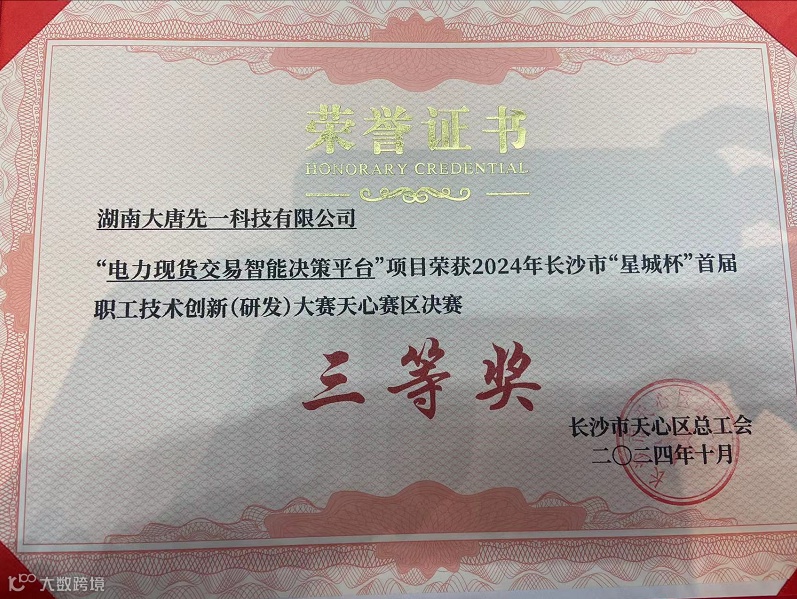 荣誉证书
HONORARY CREDENTIAL
湖南大唐先一科技有限公司
“电力现货交易智能决策平台”项目荣获2024年长沙市“星城杯”首届
职工技术创新(研发)大赛天心赛区决赛
三等奖
长沙市天心区总工会
二〇二四年十月
大数跨境